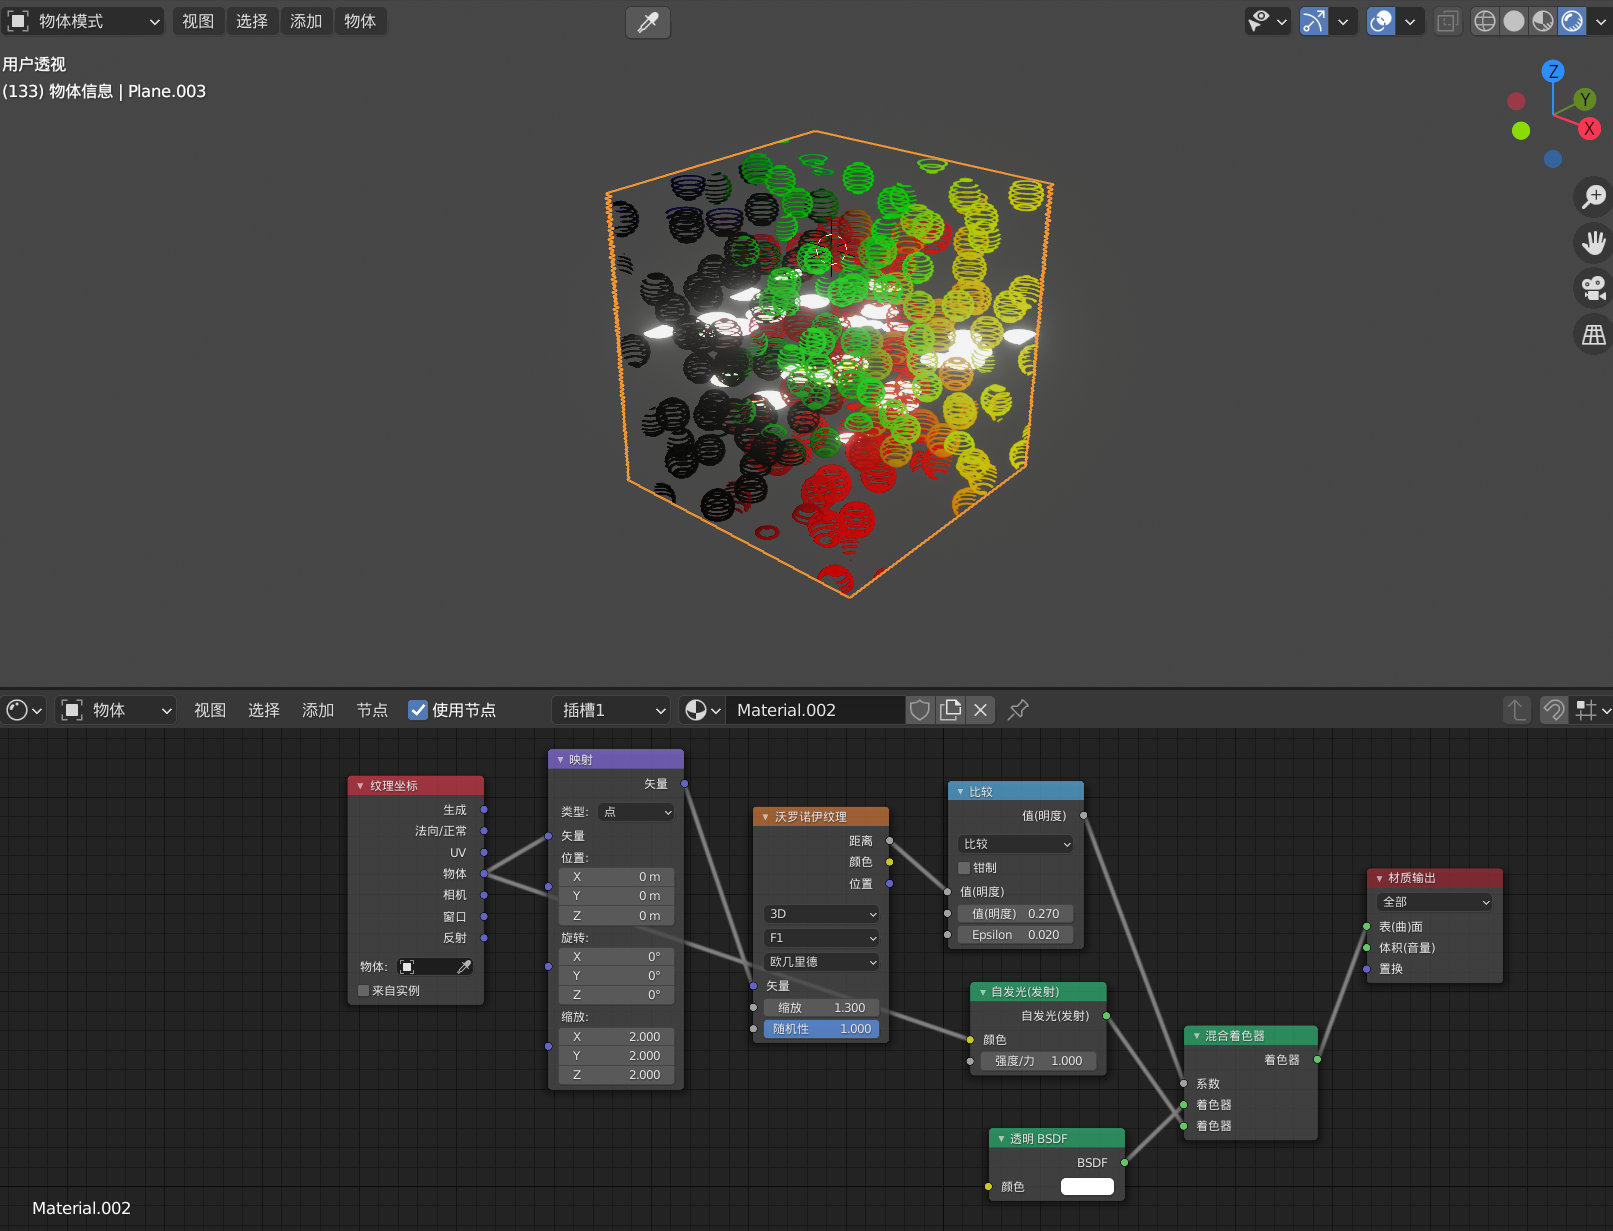 物体模式 视图 选择 添加 物体
用户透视
(133) 物体信息 | Plane.003
Z
Y
X
物体 视图 选择 添加 节点 使用节点 插槽1 Material.002
纹理坐标
生成
法向/正常
UV
物体
相机
窗口
反射
物体:
来自实例
映射
矢量
类型: 点
矢量
位置:
X 0 m
Y 0 m
Z 0 m
旋转:
X 0°
Y 0°
Z 0°
缩放:
X 2.000
Y 2.000
Z 2.000
沃罗诺伊纹理
距离
颜色
位置
3D
F1
欧几里德
矢量
缩放 1.300
随机性 1.000
比较
值(明度)
比较
钳制
值(明度)
值(明度) 0.270
Epsilon 0.020
自发光(发射)
自发光(发射)
颜色
强度/力 1.000
透明 BSDF
BSDF
颜色
混合着色器
着色器
系数
着色器
着色器
材质输出
全部
表(曲)面
体积(音量)
置换
Material.002